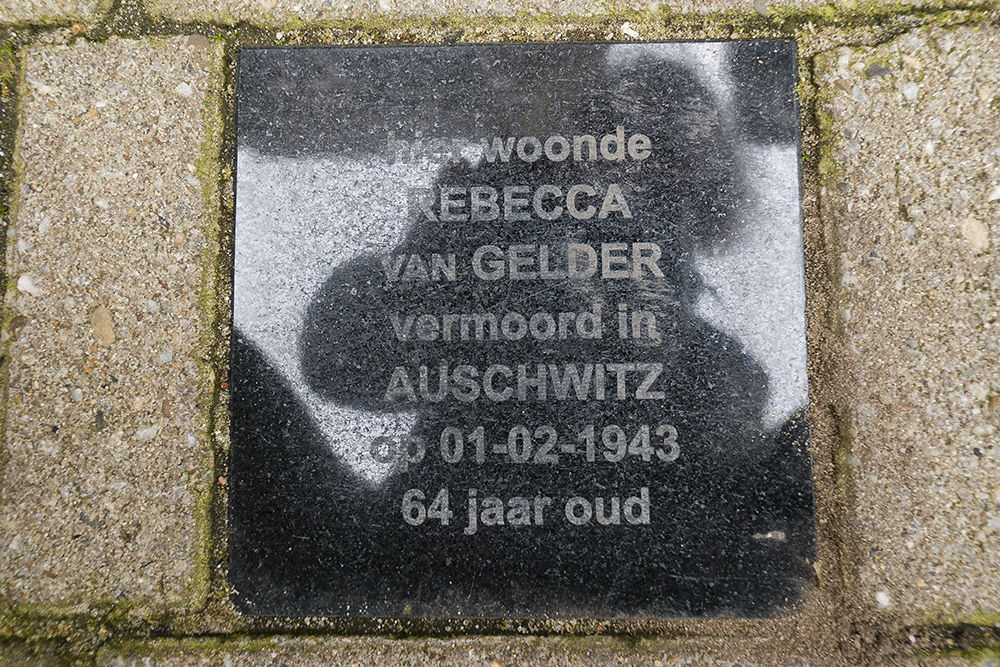 hier woonde
REBECCA
VAN GELDER
vermoord in
AUSCHWITZ
op 01-02-1943
64 jaar oud